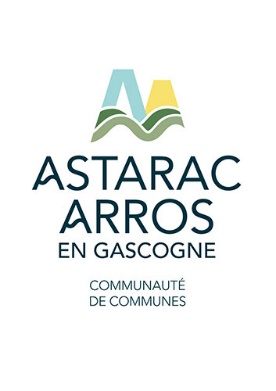 ASTARAC
ARROS
EN GASCOGNE
COMMUNAUTÉ
DE COMMUNES